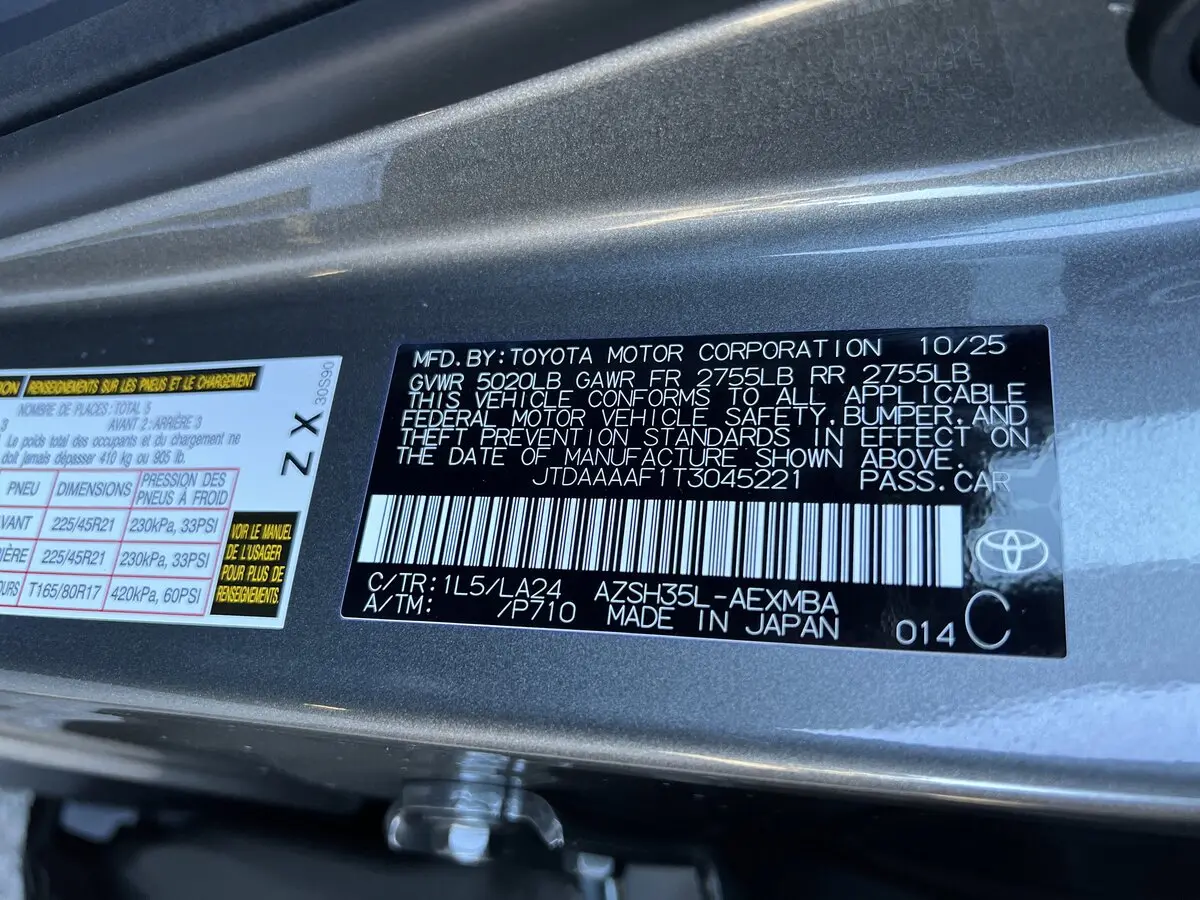 ION RENSEIGNEMENTS SUR LES PNEUS ET LE CHARGEMENT
NOMBRE DE PLACES : TOTAL 5
3 AVANT 2 : ARRIÈRE 3
Le poids total des occupants et du chargement ne
doit jamais dépasser 410 kg ou 905 lb.
PNEU DIMENSIONS PRESSION DES PNEUS À FROID
AVANT 225/45R21 230kPa, 33PSI
IÈRE 225/45R21 230kPa, 33PSI
OURS T165/80R17 420kPa, 60PSI
VOIR LE MANUEL
DE L'USAGER
POUR PLUS DE
RENSEIGNEMENTS.
ZX
30S90
MFD. BY: TOYOTA MOTOR CORPORATION 10/25
GVWR 5020LB GAWR FR 2755LB RR 2755LB
THIS VEHICLE CONFORMS TO ALL APPLICABLE
FEDERAL MOTOR VEHICLE SAFETY, BUMPER, AND
THEFT PREVENTION STANDARDS IN EFFECT ON
THE DATE OF MANUFACTURE SHOWN ABOVE.
JTDAAAAF1T3045221 PASS. CAR
C/TR: 1L5/LA24 AZSH35L-AEXMBA
A/TM: /P710 MADE IN JAPAN 014 C